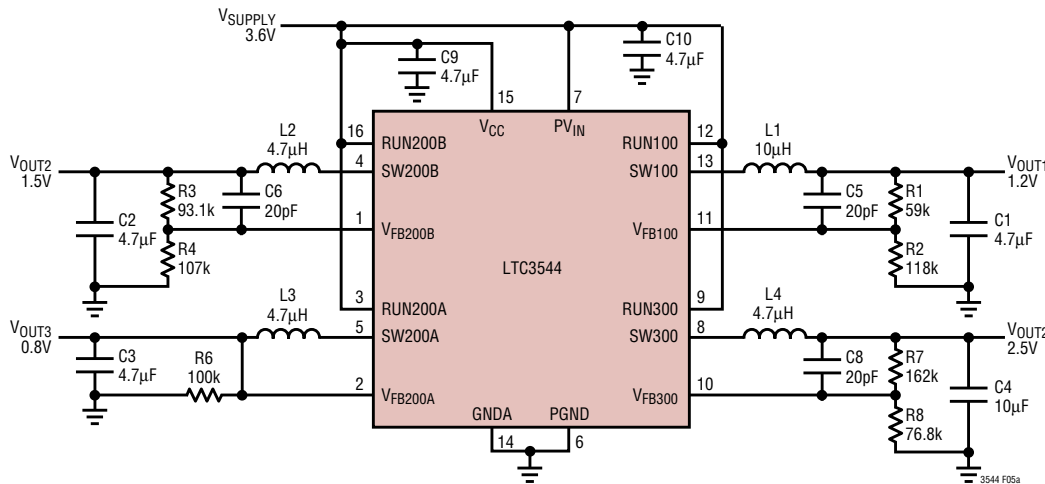 VSUPPLY
3.6V
C9
4.7µF
C10
4.7µF
15
7
VCC
PVIN
16
RUN200B
RUN100
12
L2
4.7µH
4
SW200B
SW100
13
L1
10µH
VOUT2
1.5V
R3
93.1k
C6
20pF
C5
20pF
R1
59k
VOUT1
1.2V
C2
4.7µF
1
VFB200B
VFB100
11
C1
4.7µF
R4
107k
R2
118k
LTC3544
L3
4.7µH
3
RUN200A
RUN300
9
L4
4.7µH
VOUT3
0.8V
5
SW200A
SW300
8
VOUT2
2.5V
C3
4.7µF
R6
100k
C8
20pF
R7
162k
2
VFB200A
VFB300
10
C4
10µF
GNDA
PGND
R8
76.8k
14
6
3544 F05a